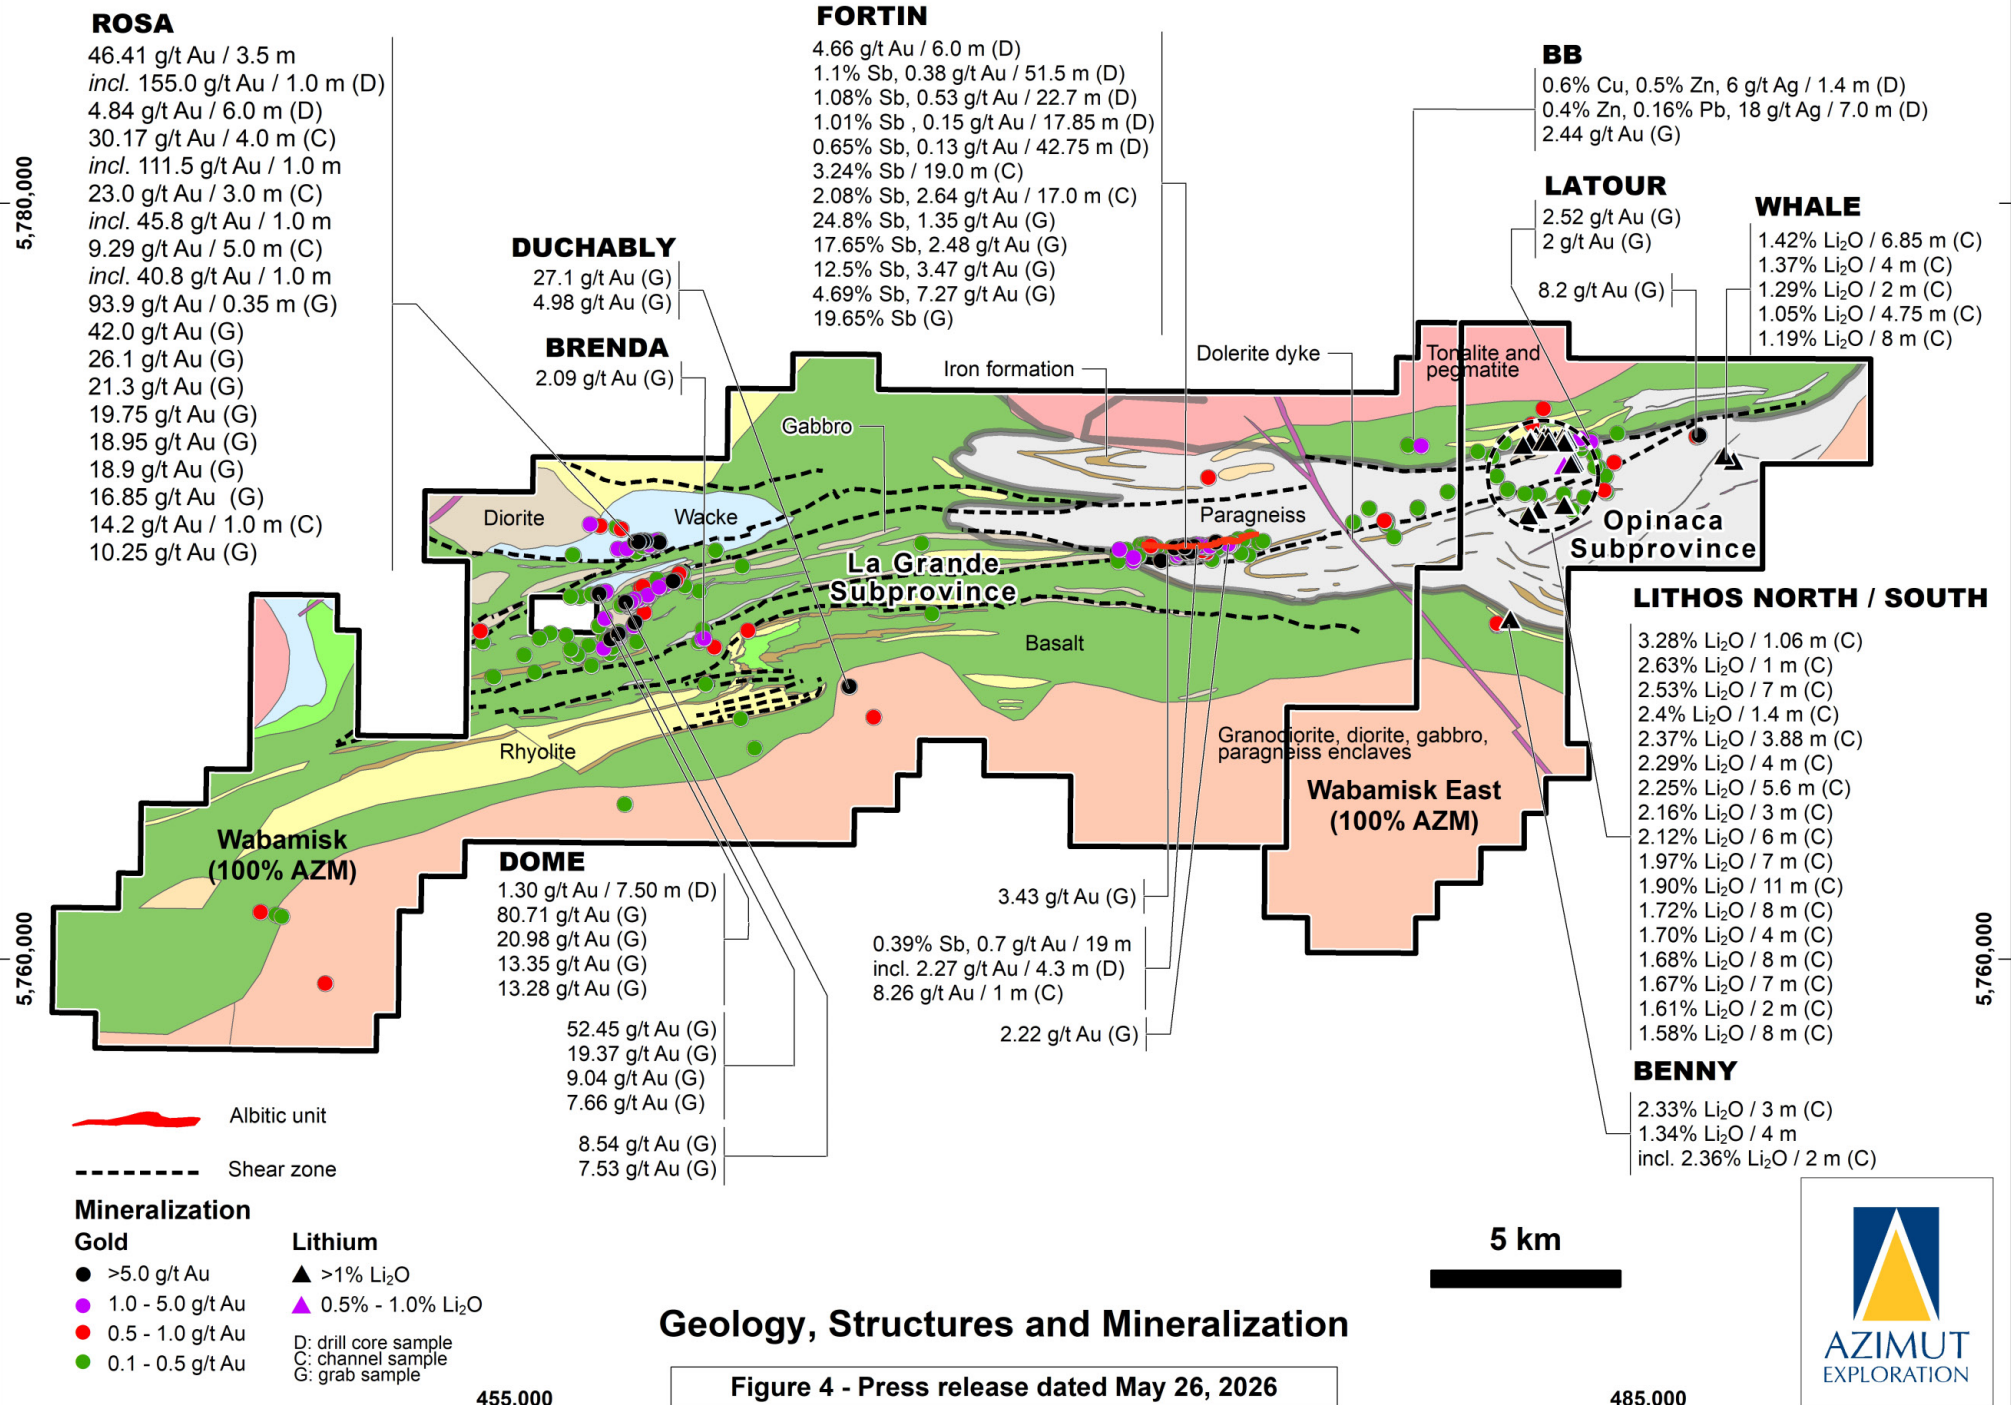 ROSA
46.41 g/t Au / 3.5 m
incl. 155.0 g/t Au / 1.0 m (D)
4.84 g/t Au / 6.0 m (D)
30.17 g/t Au / 4.0 m (C)
incl. 111.5 g/t Au / 1.0 m
23.0 g/t Au / 3.0 m (C)
incl. 45.8 g/t Au / 1.0 m
9.29 g/t Au / 5.0 m (C)
incl. 40.8 g/t Au / 1.0 m
93.9 g/t Au / 0.35 m (G)
42.0 g/t Au (G)
26.1 g/t Au (G)
21.3 g/t Au (G)
19.75 g/t Au (G)
18.95 g/t Au (G)
18.9 g/t Au (G)
16.85 g/t Au (G)
14.2 g/t Au / 1.0 m (C)
10.25 g/t Au (G)
DUCHABLY
27.1 g/t Au (G)
4.98 g/t Au (G)
BRENDA
2.09 g/t Au (G)
FORTIN
4.66 g/t Au / 6.0 m (D)
1.1% Sb, 0.38 g/t Au / 51.5 m (D)
1.08% Sb, 0.53 g/t Au / 22.7 m (D)
1.01% Sb , 0.15 g/t Au / 17.85 m (D)
0.65% Sb, 0.13 g/t Au / 42.75 m (D)
3.24% Sb / 19.0 m (C)
2.08% Sb, 2.64 g/t Au / 17.0 m (C)
24.8% Sb, 1.35 g/t Au (G)
17.65% Sb, 2.48 g/t Au (G)
12.5% Sb, 3.47 g/t Au (G)
4.69% Sb, 7.27 g/t Au (G)
19.65% Sb (G)
BB
0.6% Cu, 0.5% Zn, 6 g/t Ag / 1.4 m (D)
0.4% Zn, 0.16% Pb, 18 g/t Ag / 7.0 m (D)
2.44 g/t Au (G)
LATOUR
2.52 g/t Au (G)
2 g/t Au (G)
8.2 g/t Au (G)
WHALE
1.42% Li₂O / 6.85 m (C)
1.37% Li₂O / 4 m (C)
1.29% Li₂O / 2 m (C)
1.05% Li₂O / 4.75 m (C)
1.19% Li₂O / 8 m (C)
5,780,000
Iron formation
Dolerite dyke
Tonalite and
pegmatite
Gabbro
Diorite
Wacke
Paragneiss
La Grande
Subprovince
Opinaca
Subprovince
Basalt
Rhyolite
Granodiorite, diorite, gabbro,
paragneiss enclaves
Wabamisk East
(100% AZM)
Wabamisk
(100% AZM)
LITHOS NORTH / SOUTH
3.28% Li₂O / 1.06 m (C)
2.63% Li₂O / 1 m (C)
2.53% Li₂O / 7 m (C)
2.4% Li₂O / 1.4 m (C)
2.37% Li₂O / 3.88 m (C)
2.29% Li₂O / 4 m (C)
2.25% Li₂O / 5.6 m (C)
2.16% Li₂O / 3 m (C)
2.12% Li₂O / 6 m (C)
1.97% Li₂O / 7 m (C)
1.90% Li₂O / 11 m (C)
1.72% Li₂O / 8 m (C)
1.70% Li₂O / 4 m (C)
1.68% Li₂O / 8 m (C)
1.67% Li₂O / 7 m (C)
1.61% Li₂O / 2 m (C)
1.58% Li₂O / 8 m (C)
BENNY
2.33% Li₂O / 3 m (C)
1.34% Li₂O / 4 m
incl. 2.36% Li₂O / 2 m (C)
DOME
1.30 g/t Au / 7.50 m (D)
80.71 g/t Au (G)
20.98 g/t Au (G)
13.35 g/t Au (G)
13.28 g/t Au (G)
52.45 g/t Au (G)
19.37 g/t Au (G)
9.04 g/t Au (G)
7.66 g/t Au (G)
8.54 g/t Au (G)
7.53 g/t Au (G)
3.43 g/t Au (G)
0.39% Sb, 0.7 g/t Au / 19 m
incl. 2.27 g/t Au / 4.3 m (D)
8.26 g/t Au / 1 m (C)
2.22 g/t Au (G)
5,760,000
5,760,000
Albitic unit
Shear zone
Mineralization
Gold
>5.0 g/t Au
1.0 - 5.0 g/t Au
0.5 - 1.0 g/t Au
0.1 - 0.5 g/t Au
Lithium
>1% Li₂O
0.5% - 1.0% Li₂O
D: drill core sample
C: channel sample
G: grab sample
5 km
Geology, Structures and Mineralization
Figure 4 - Press release dated May 26, 2026
455,000
485,000
AZIMUT
EXPLORATION